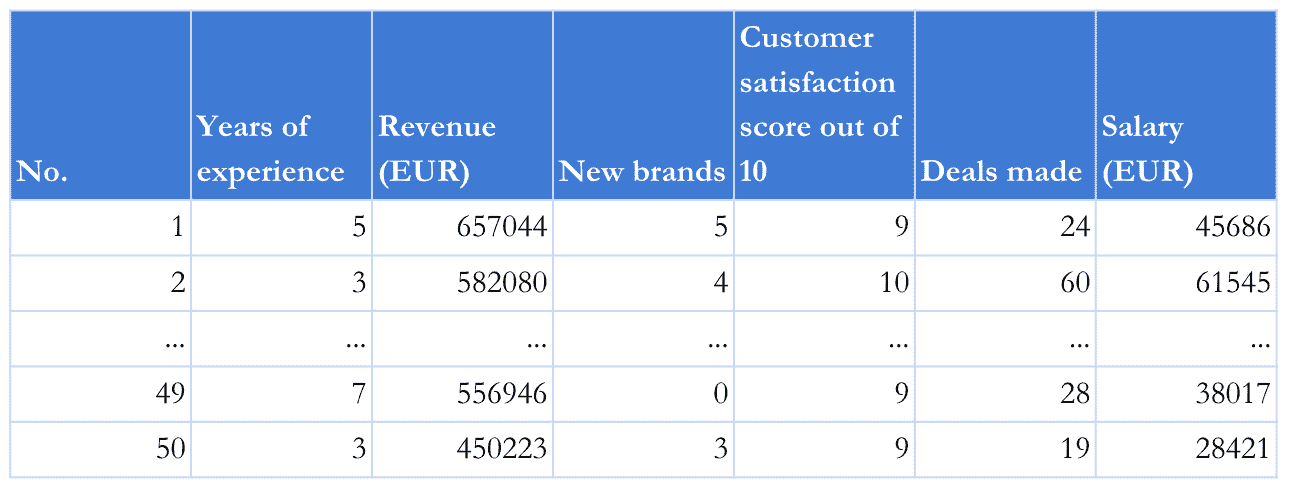 No. Years of experience Revenue (EUR) New brands Customer satisfaction score out of 10 Deals made Salary (EUR)
1 5 657044 5 9 24 45686
2 3 582080 4 10 60 61545
... ... ... ... ... ... ...
49 7 556946 0 9 28 38017
50 3 450223 3 9 19 28421